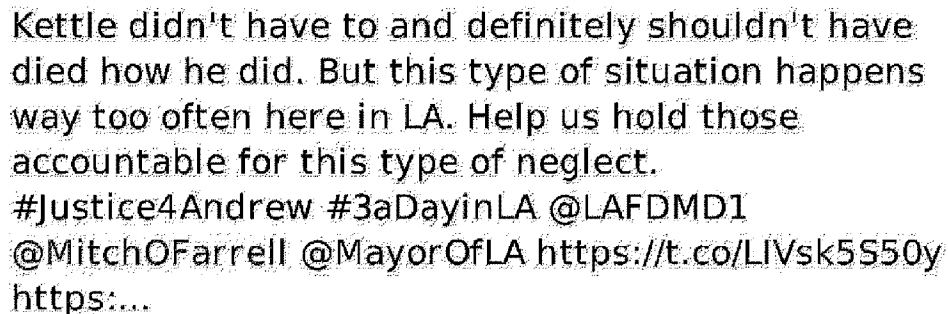 Kettle didn't have to and definitely shouldn't have
died how he did. But this type of situation happens
way too often here in LA. Help us hold those
accountable for this type of neglect.
#Justice4Andrew #3aDayinLA @LAFDMD1
@MitchOFarrell @MayorOfLA https://t.co/LIVsk5S50y
https:...